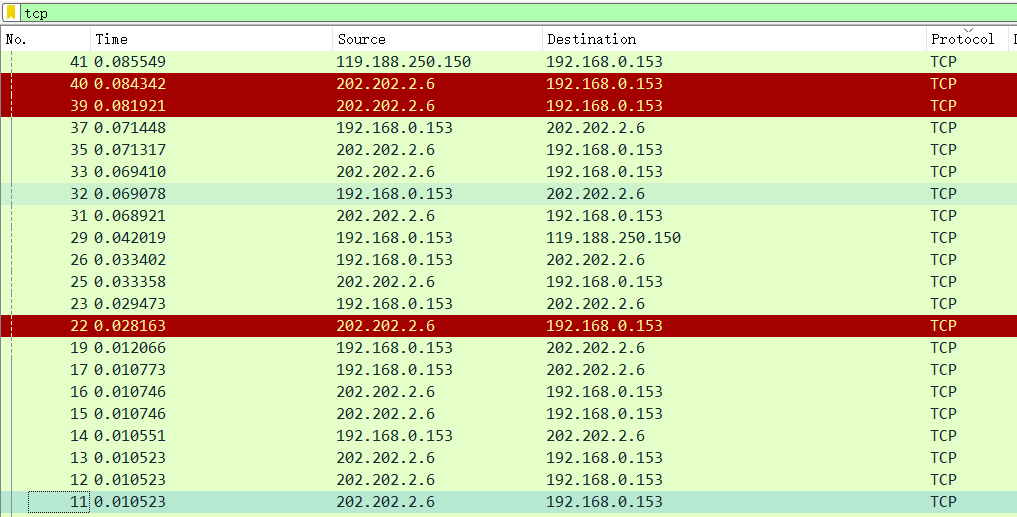 tcp
No. Time Source Destination Protocol
41 0.085549 119.188.250.150 192.168.0.153 TCP
40 0.084342 202.202.2.6 192.168.0.153 TCP
39 0.081921 202.202.2.6 192.168.0.153 TCP
37 0.071448 192.168.0.153 202.202.2.6 TCP
35 0.071317 202.202.2.6 192.168.0.153 TCP
33 0.069410 202.202.2.6 192.168.0.153 TCP
32 0.069078 192.168.0.153 202.202.2.6 TCP
31 0.068921 202.202.2.6 192.168.0.153 TCP
29 0.042019 192.168.0.153 119.188.250.150 TCP
26 0.033402 192.168.0.153 202.202.2.6 TCP
25 0.033358 202.202.2.6 192.168.0.153 TCP
23 0.029473 192.168.0.153 202.202.2.6 TCP
22 0.028163 202.202.2.6 192.168.0.153 TCP
19 0.012066 192.168.0.153 202.202.2.6 TCP
17 0.010773 192.168.0.153 202.202.2.6 TCP
16 0.010746 202.202.2.6 192.168.0.153 TCP
15 0.010746 202.202.2.6 192.168.0.153 TCP
14 0.010551 192.168.0.153 202.202.2.6 TCP
13 0.010523 202.202.2.6 192.168.0.153 TCP
12 0.010523 202.202.2.6 192.168.0.153 TCP
11 0.010523 202.202.2.6 192.168.0.153 TCP